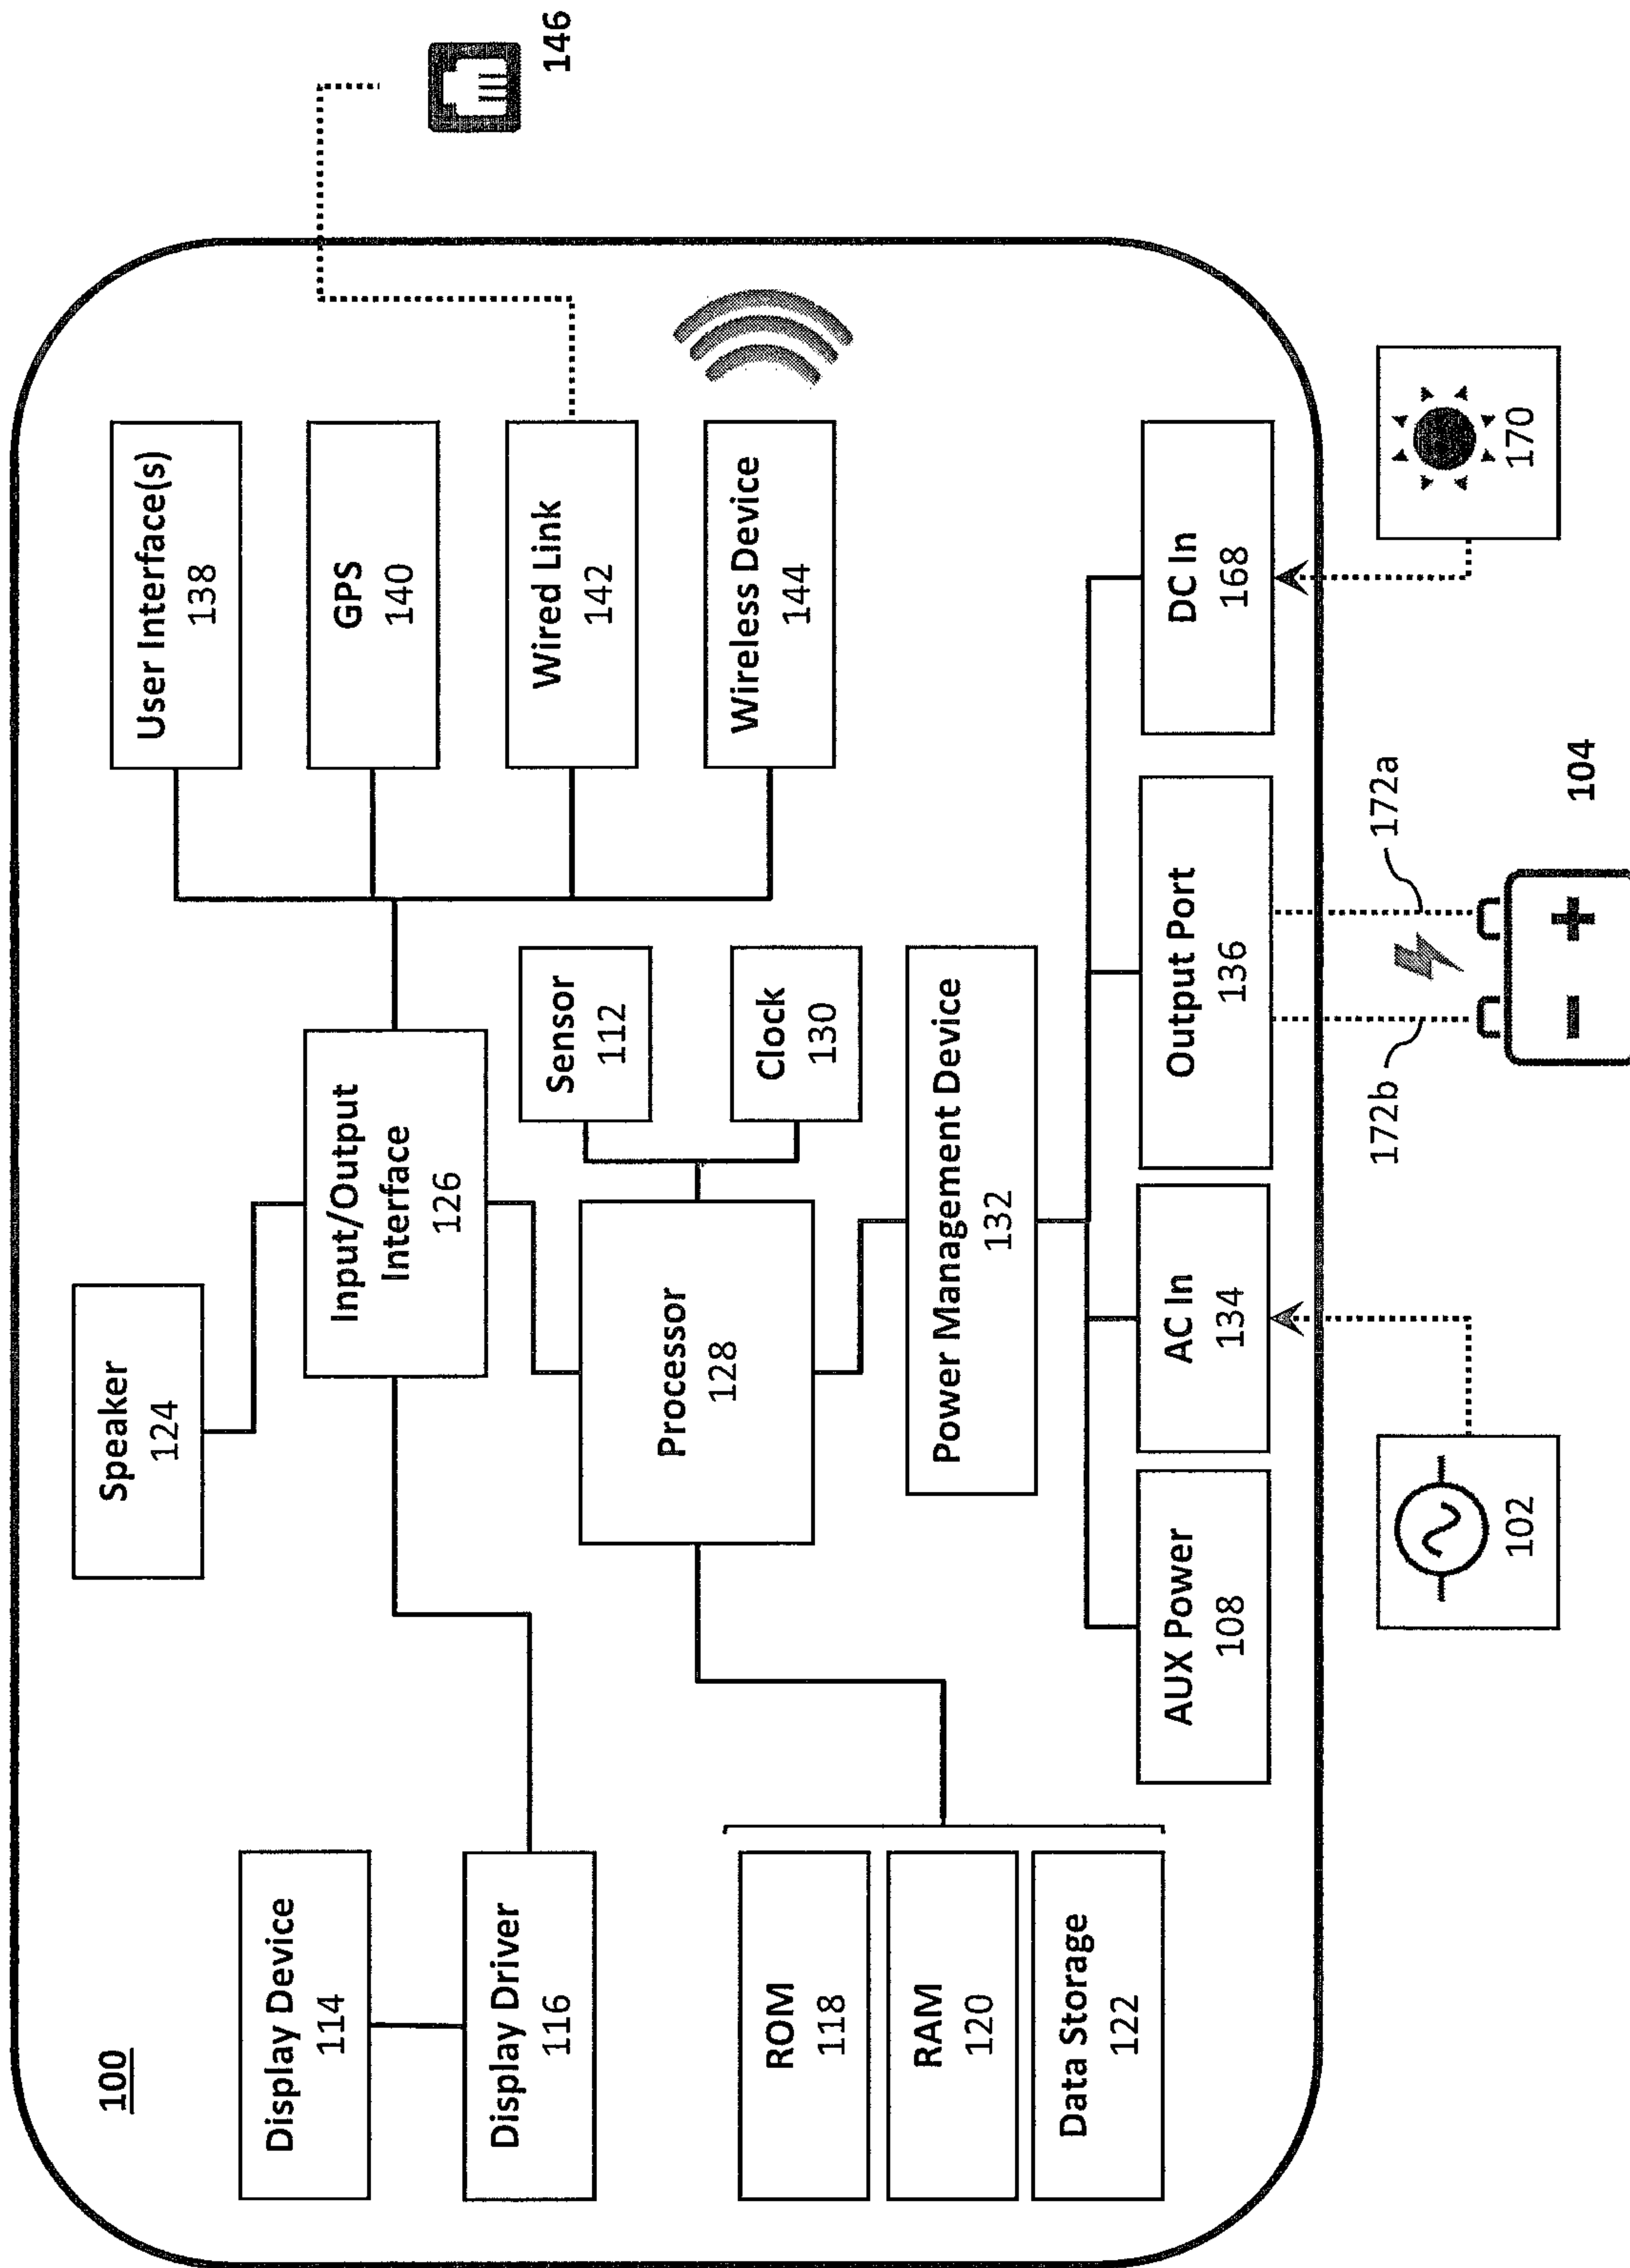 100
Speaker
124
Display Device
114
Display Driver
116
Input/Output
Interface
126
User Interface(s)
138
GPS
140
Wired Link
142
Wireless Device
144
146
Sensor
112
Clock
130
Processor
128
ROM
118
RAM
120
Data Storage
122
Power Management Device
132
AUX Power
108
AC In
134
Output Port
136
DC In
168
102
172b
172a
170
− +
104